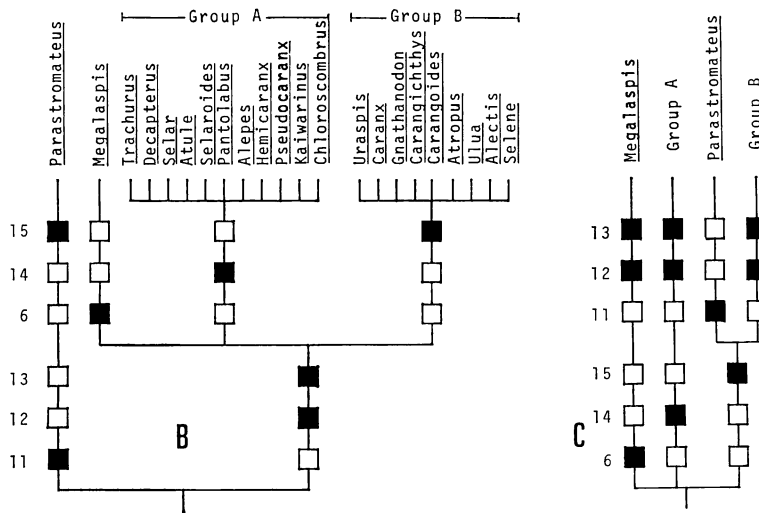 Group A
Group B
Parastromateus
Megalaspis
Trachurus
Decapterus
Selar
Atule
Selaroides
Pantolabus
Alepes
Hemicaranx
Pseudocaranx
Kaiwarinus
Chloroscombrus
Uraspis
Caranx
Gnathanodon
Carangichthys
Carangoides
Atropus
Ulua
Alectis
Selene
15
14
6
13
12
11
B
Megalaspis
Group A
Parastromateus
Group B
13
12
11
15
14
6
C